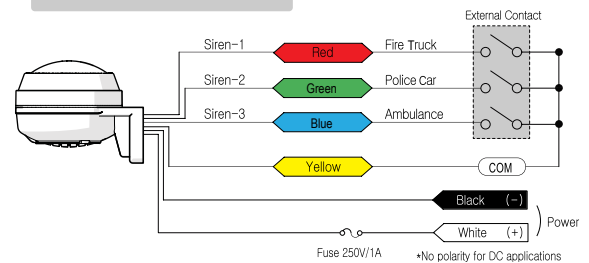 External Contact
Siren-1 Red Fire Truck
Siren-2 Green Police Car
Siren-3 Blue Ambulance
Yellow COM
Black (-)
White (+)
Power
Fuse 250V/1A
*No polarity for DC applications